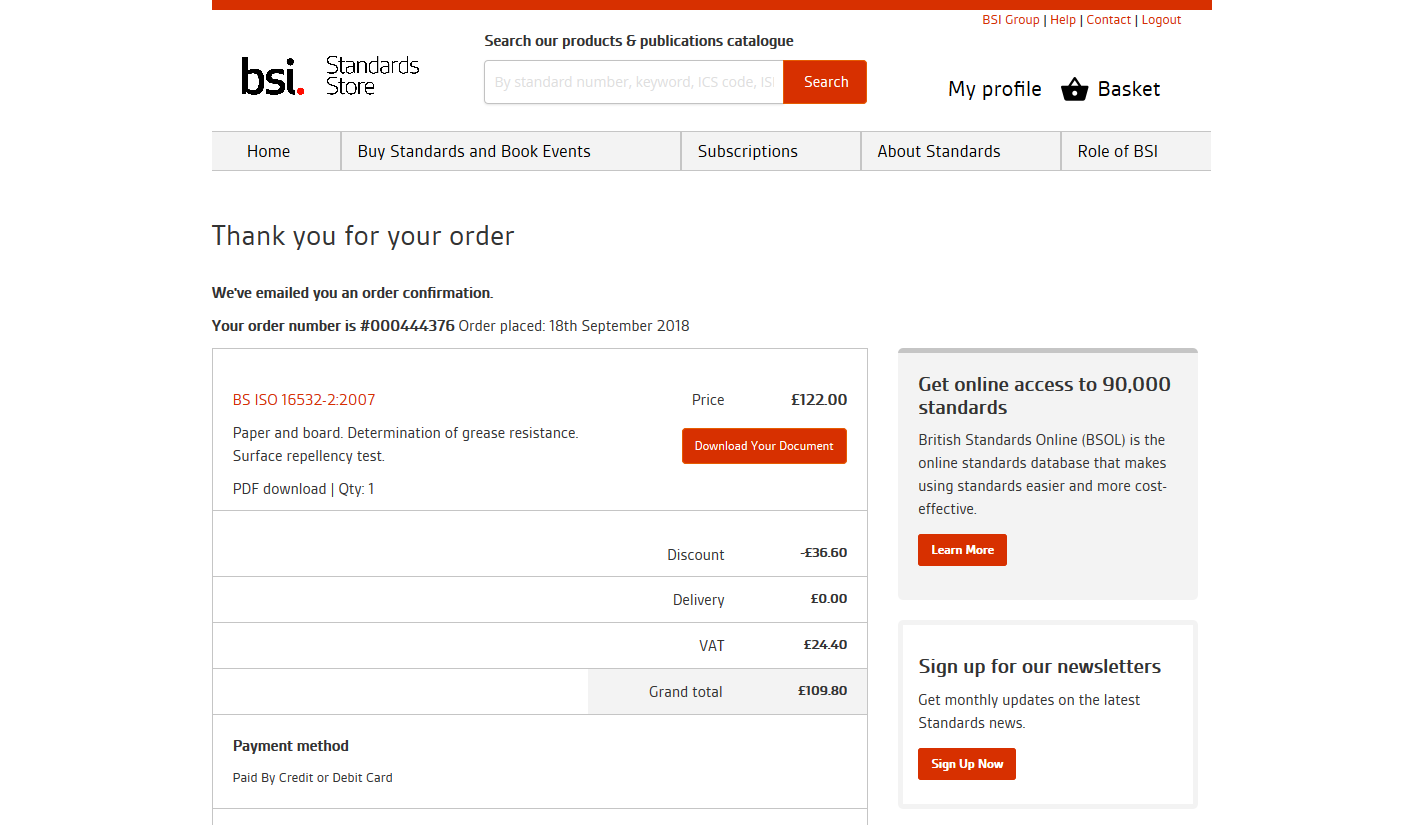 BSI Group | Help | Contact | Logout
Search our products & publications catalogue
bsi. Standards
Store
By standard number, keyword, ICS code, ISI
Search
My profile
Basket
Home
Buy Standards and Book Events
Subscriptions
About Standards
Role of BSI
Thank you for your order
We've emailed you an order confirmation.
Your order number is #000444376 Order placed: 18th September 2018
BS ISO 16532-2:2007
Price
£122.00
Paper and board. Determination of grease resistance.
Surface repellency test.
Download Your Document
PDF download | Qty: 1
Discount
-£36.60
Delivery
£0.00
VAT
£24.40
Grand total
£109.80
Payment method
Paid By Credit or Debit Card
Get online access to 90,000
standards
British Standards Online (BSOL) is the
online standards database that makes
using standards easier and more cost-
effective.
Learn More
Sign up for our newsletters
Get monthly updates on the latest
Standards news.
Sign Up Now